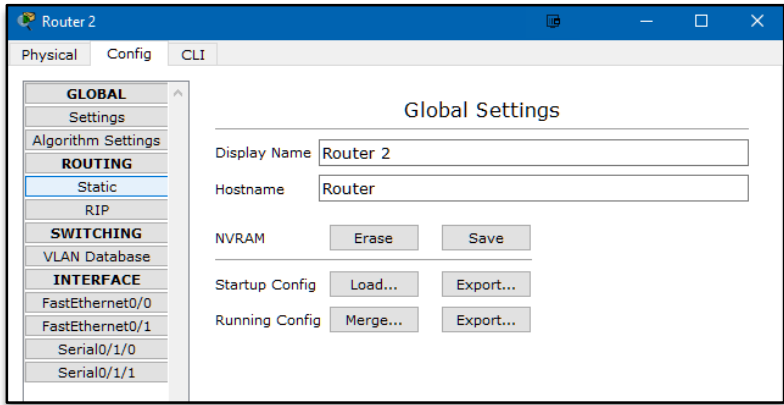 Router 2
Physical Config CLI
GLOBAL
Settings
Algorithm Settings
ROUTING
Static
RIP
SWITCHING
VLAN Database
INTERFACE
FastEthernet0/0
FastEthernet0/1
Serial0/1/0
Serial0/1/1
Global Settings
Display Name Router 2
Hostname Router
NVRAM Erase Save
Startup Config Load... Export...
Running Config Merge... Export...